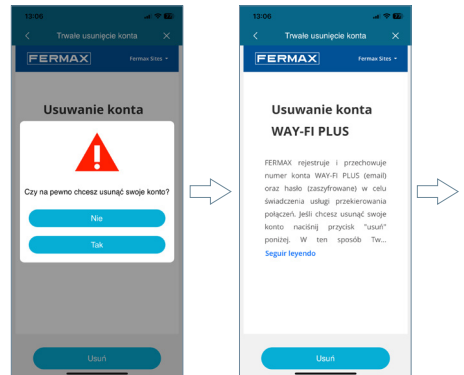 13:06
Trwałe usunięcie konta
FERMAX
Fermax Sites
Usuwanie konta
Czy na pewno chcesz usunąć swoje konto?
Nie
Tak
Usuń
13:06
Trwałe usunięcie konta
FERMAX
Fermax Sites
Usuwanie konta
WAY-FI PLUS
FERMAX rejestruje i przechowuje
numer konta WAY-FI PLUS (email)
oraz hasło (zaszyfrowane) w celu
świadczenia usługi przekierowania
połączeń. Jeśli chcesz usunąć swoje
konto naciśnij przycisk "usuń"
poniżej. W ten sposób Tw...
Seguir leyendo
Usuń